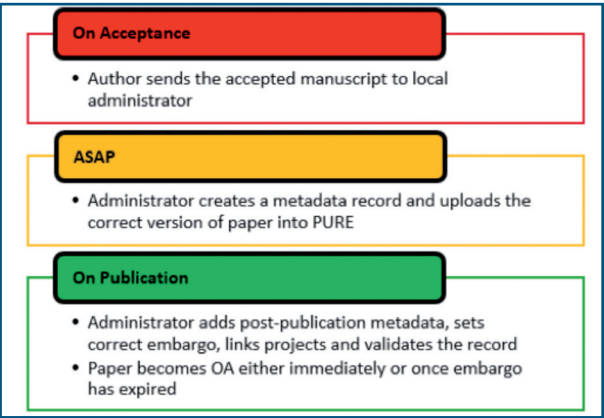 On Acceptance
• Author sends the accepted manuscript to local
administrator
ASAP
• Administrator creates a metadata record and uploads the
correct version of paper into PURE
On Publication
• Administrator adds post-publication metadata, sets
correct embargo, links projects and validates the record
• Paper becomes OA either immediately or once embargo
has expired